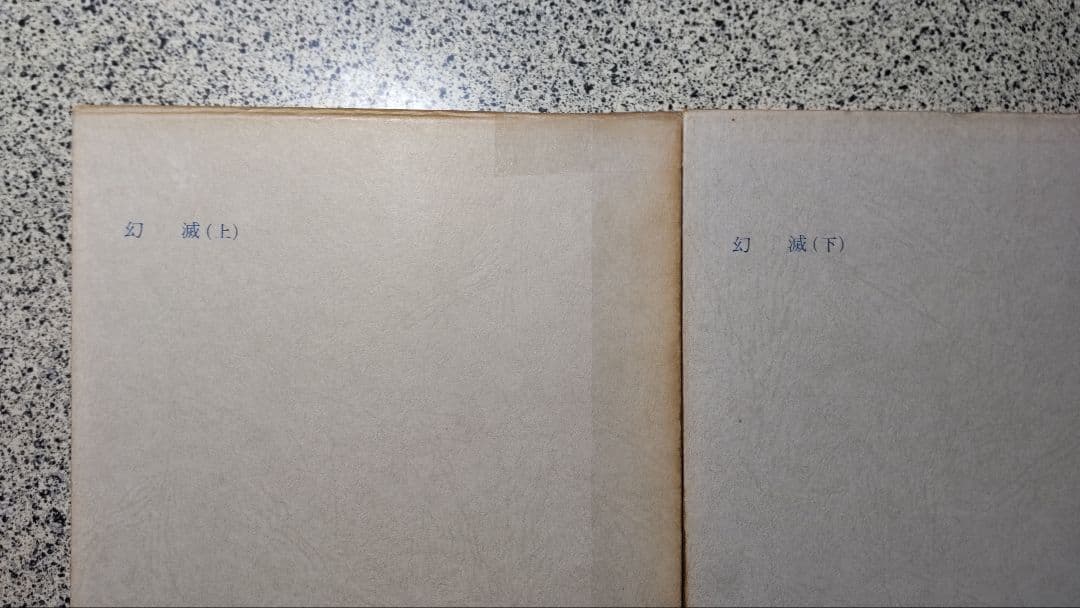 幻　滅(上)
幻　滅(下)